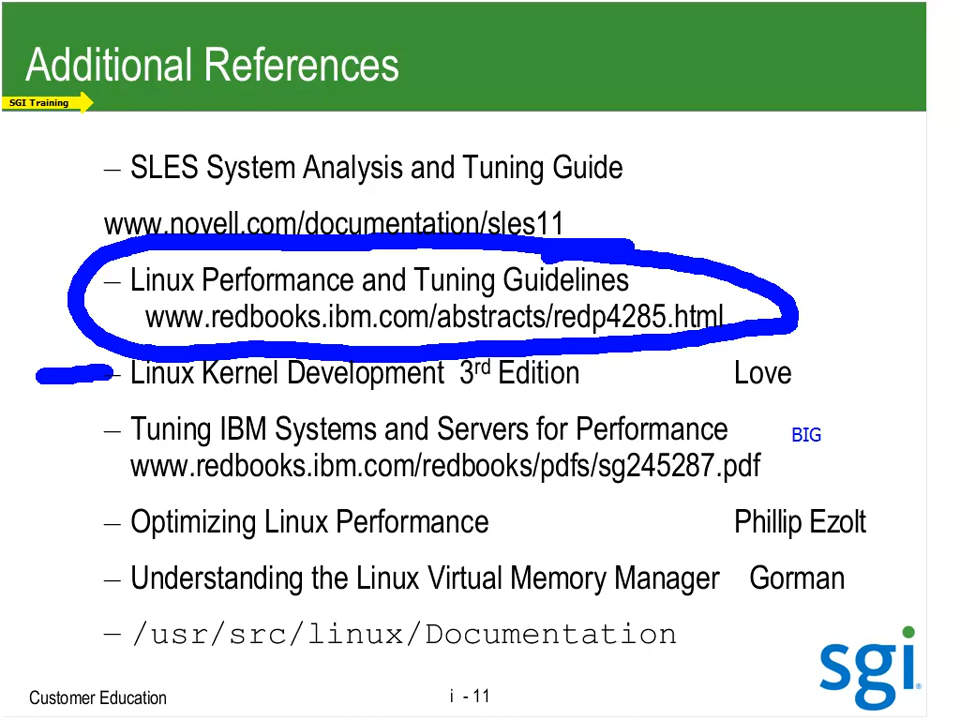 Additional References
SGI Training
– SLES System Analysis and Tuning Guide
www.novell.com/documentation/sles11
– Linux Performance and Tuning Guidelines
www.redbooks.ibm.com/abstracts/redp4285.html
– Linux Kernel Development 3rd Edition Love
– Tuning IBM Systems and Servers for Performance BIG
www.redbooks.ibm.com/redbooks/pdfs/sg245287.pdf
– Optimizing Linux Performance Phillip Ezolt
– Understanding the Linux Virtual Memory Manager Gorman
– /usr/src/linux/Documentation
sgi®
Customer Education i - 11